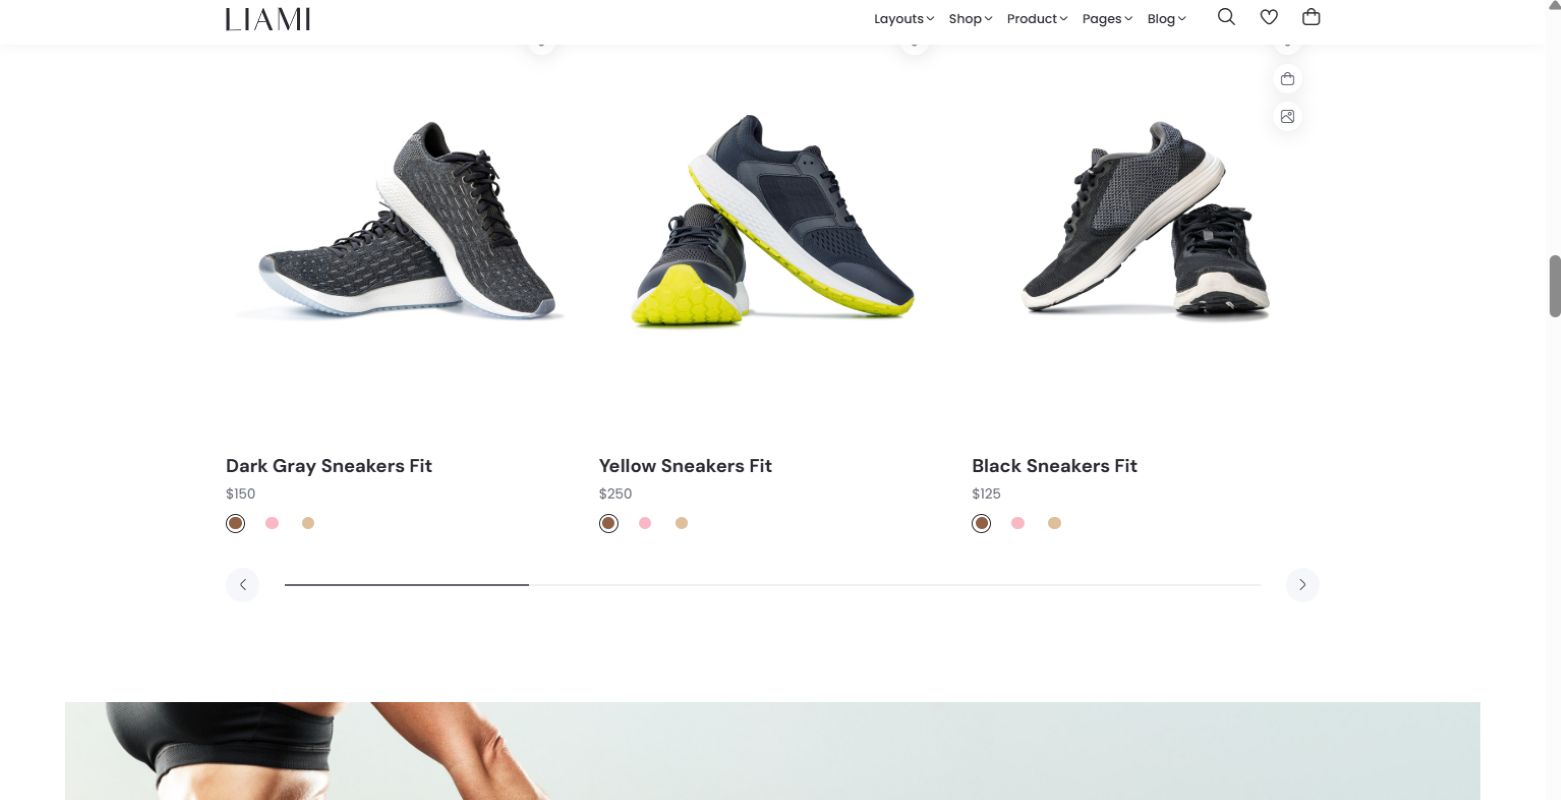 LIAMI
Layouts Shop Product Pages Blog
Dark Gray Sneakers Fit
$150
Yellow Sneakers Fit
$250
Black Sneakers Fit
$125